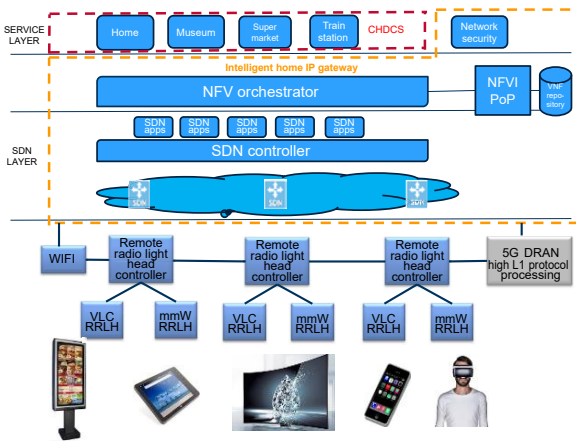 SERVICE
LAYER
Home
Museum
Super
market
Train
station
CHDCS
Network
security
Intelligent home IP gateway
NFV orchestrator
NFVI
PoP
VNF
repo-
sitory
SDN
apps
SDN
apps
SDN
apps
SDN
apps
SDN
apps
SDN
LAYER
SDN controller
SDN
SDN
SDN
WIFI
Remote
radio light
head
controller
Remote
radio light
head
controller
Remote
radio light
head
controller
5G DRAN
high L1 protocol
processing
VLC
RRLH
mmW
RRLH
VLC
RRLH
mmW
RRLH
VLC
RRLH
mmW
RRLH